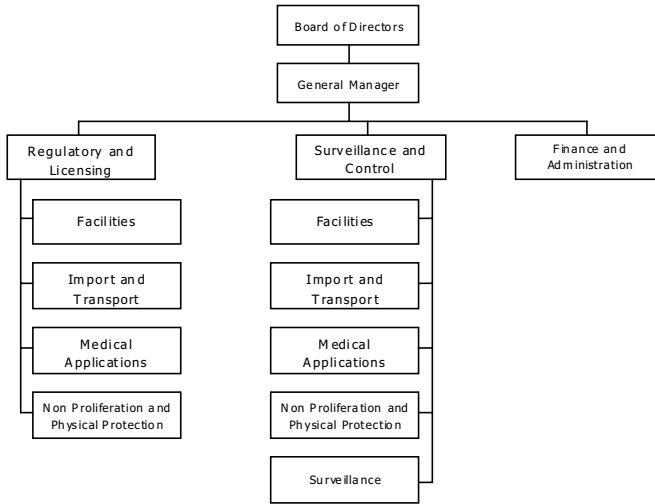 Board of Directors
General Manager
Regulatory and
Licensing
Surveillance and
Control
Finance and
Administration
Facilities
Facilities
Import and
Transport
Import and
Transport
Medical
Applications
Medical
Applications
Non Proliferation and
Physical Protection
Non Proliferation and
Physical Protection
Surveillance